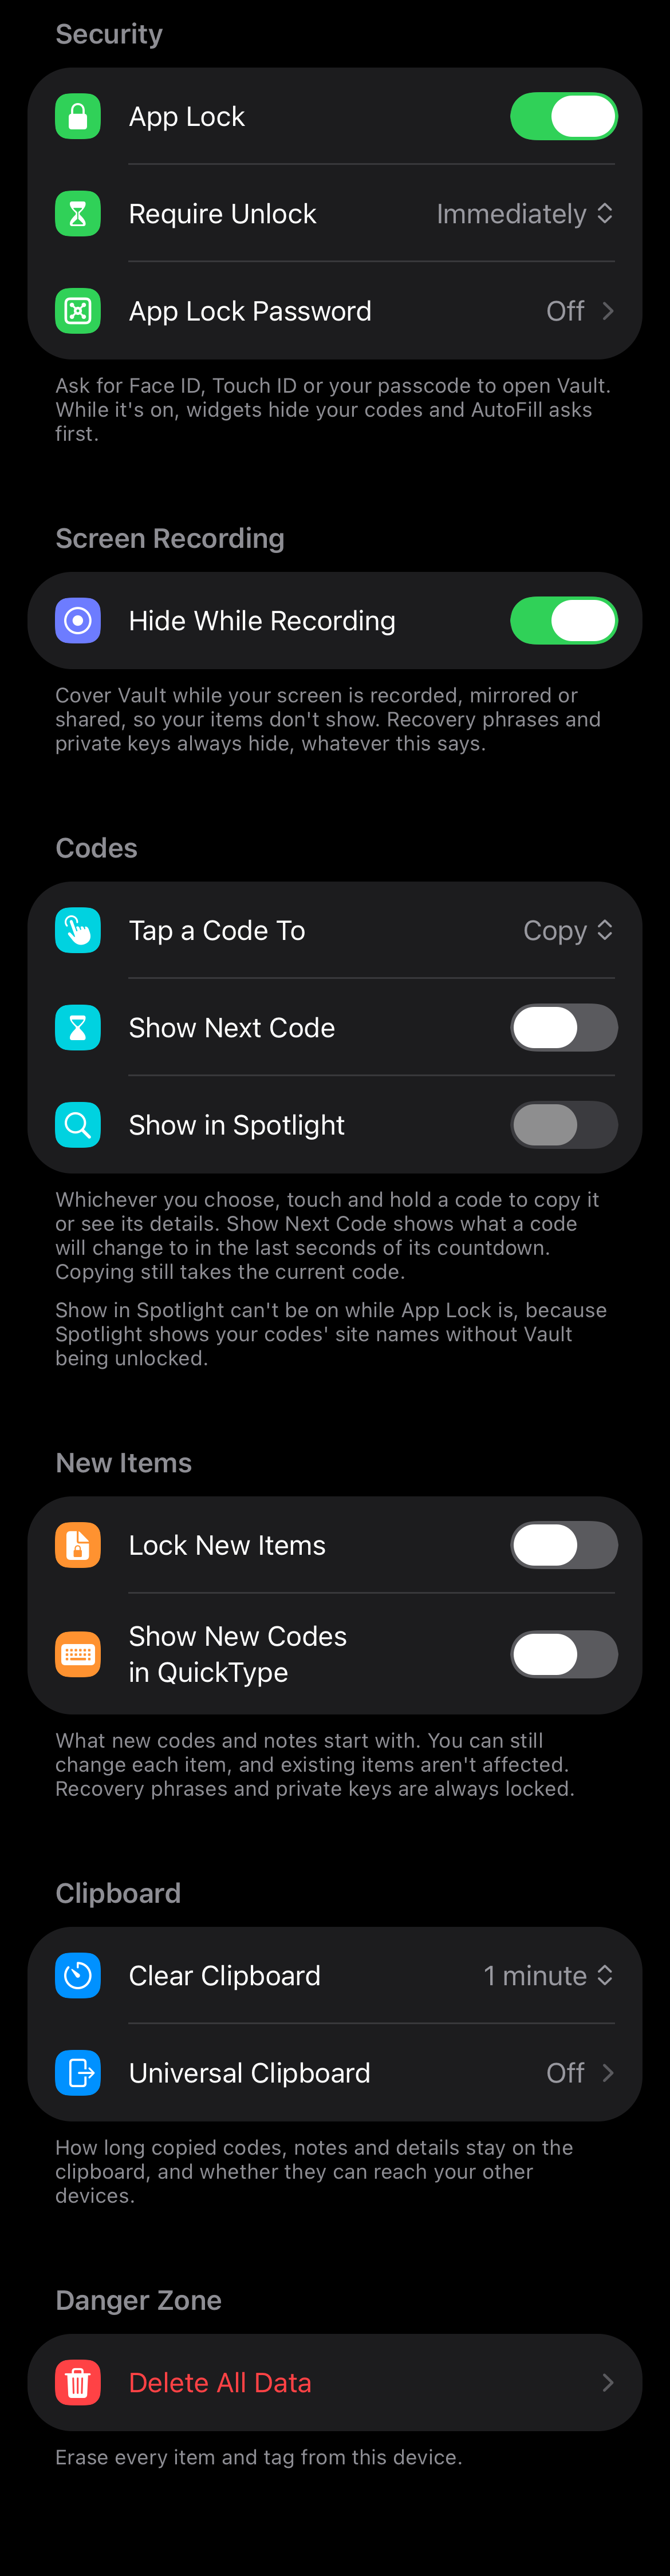 Security
App Lock
Require Unlock Immediately
App Lock Password Off
Ask for Face ID, Touch ID or your passcode to open Vault.
While it's on, widgets hide your codes and AutoFill asks
first.
Screen Recording
Hide While Recording
Cover Vault while your screen is recorded, mirrored or
shared, so your items don't show. Recovery phrases and
private keys always hide, whatever this says.
Codes
Tap a Code To Copy
Show Next Code
Show in Spotlight
Whichever you choose, touch and hold a code to copy it
or see its details. Show Next Code shows what a code
will change to in the last seconds of its countdown.
Copying still takes the current code.
Show in Spotlight can't be on while App Lock is, because
Spotlight shows your codes' site names without Vault
being unlocked.
New Items
Lock New Items
Show New Codes
in QuickType
What new codes and notes start with. You can still
change each item, and existing items aren't affected.
Recovery phrases and private keys are always locked.
Clipboard
Clear Clipboard 1 minute
Universal Clipboard Off
How long copied codes, notes and details stay on the
clipboard, and whether they can reach your other
devices.
Danger Zone
Delete All Data
Erase every item and tag from this device.